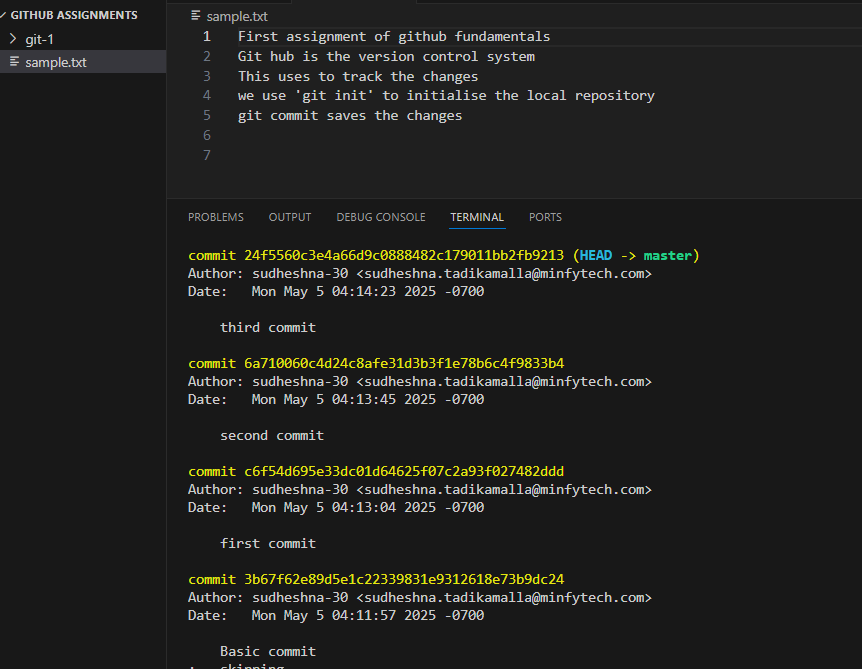 GITHUB ASSIGNMENTS
git-1
sample.txt
sample.txt
1 First assignment of github fundamentals
2 Git hub is the version control system
3 This uses to track the changes
4 we use 'git init' to initialise the local repository
5 git commit saves the changes
6
7
PROBLEMS OUTPUT DEBUG CONSOLE TERMINAL PORTS
commit 24f5560c3e4a66d9c0888482c179011bb2fb9213 (HEAD -> master)
Author: sudheshna-30 <sudheshna.tadikamalla@minfytech.com>
Date: Mon May 5 04:14:23 2025 -0700
third commit
commit 6a710060c4d24c8afe31d3b3f1e78b6c4f9833b4
Author: sudheshna-30 <sudheshna.tadikamalla@minfytech.com>
Date: Mon May 5 04:13:45 2025 -0700
second commit
commit c6f54d695e33dc01d64625f07c2a93f027482ddd
Author: sudheshna-30 <sudheshna.tadikamalla@minfytech.com>
Date: Mon May 5 04:13:04 2025 -0700
first commit
commit 3b67f62e89d5e1c22339831e9312618e73b9dc24
Author: sudheshna-30 <sudheshna.tadikamalla@minfytech.com>
Date: Mon May 5 04:11:57 2025 -0700
Basic commit